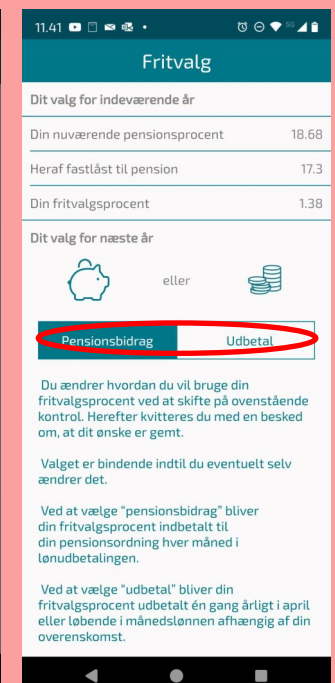 11.41
5G
Fritvalg
Dit valg for indeværende år
Din nuværende pensionsprocent 18.68
Heraf fastlåst til pension 17.3
Din fritvalgsprocent 1.38
Dit valg for næste år
eller
Pensionsbidrag Udbetal
Du ændrer hvordan du vil bruge din
fritvalgsprocent ved at skifte på ovenstående
kontrol. Herefter kvitteres du med en besked
om, at dit ønske er gemt.
Valget er bindende indtil du eventuelt selv
ændrer det.
Ved at vælge "pensionsbidrag" bliver
din fritvalgsprocent indbetalt til
din pensionsordning hver måned i
lønudbetalingen.
Ved at vælge "udbetal" bliver din
fritvalgsprocent udbetalt én gang årligt i april
eller løbende i månedslønnen afhængig af din
overenskomst.